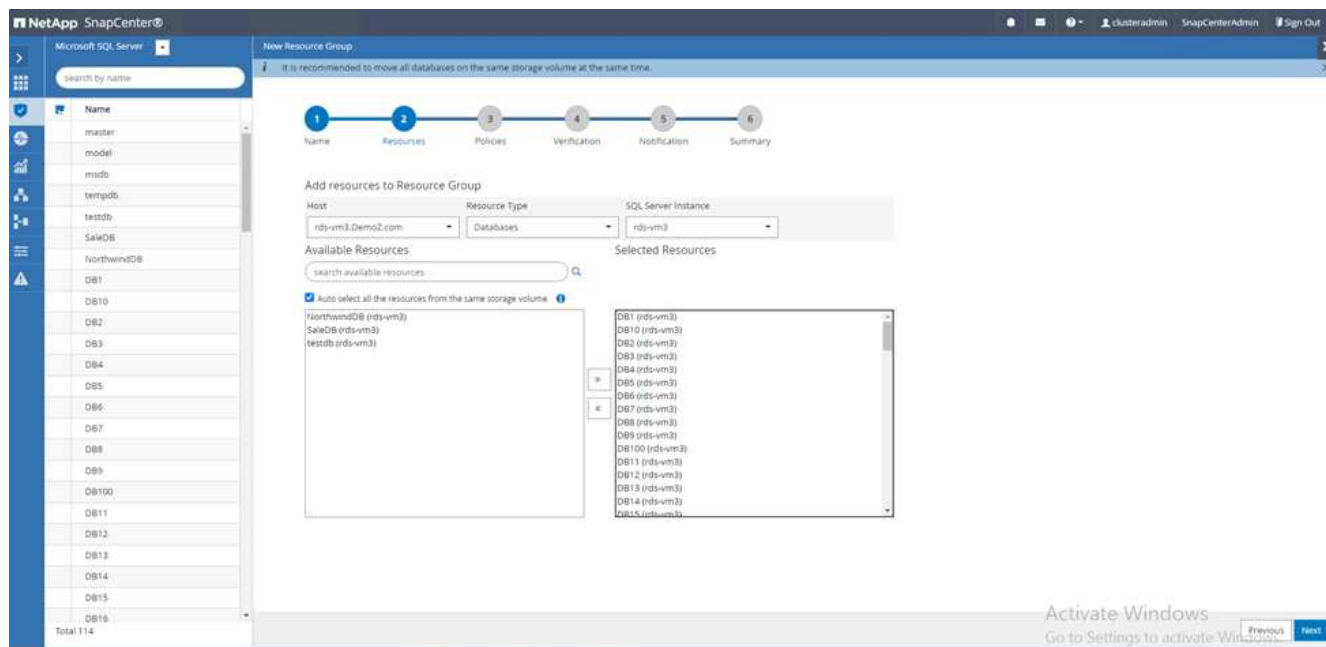 NetApp SnapCenter®
clusteradmin SnapCenterAdmin Sign Out
Microsoft SQL Server
search by name
Name
master
model
msdb
tempdb
testdb
SaleDB
NorthwindDB
DB1
DB10
DB2
DB3
DB4
DB5
DB6
DB7
DB8
DB9
DB100
DB11
DB12
DB13
DB14
DB15
DB16
Total 114
New Resource Group
i It is recommended to move all databases on the same storage volume at the same time.
1 2 3 4 5 6
Name Resources Policies Verification Notification Summary
Add resources to Resource Group
Host Resource Type SQL Server Instance
rds-vm3.DemoZ.com Databases rds-vm3
Available Resources Selected Resources
search available resources
Auto select all the resources from the same storage volume
NorthwindDB (rds-vm3)
SaleDB (rds-vm3)
testdb (rds-vm3)
»
«
DB1 (rds-vm3)
DB10 (rds-vm3)
DB2 (rds-vm3)
DB3 (rds-vm3)
DB4 (rds-vm3)
DB5 (rds-vm3)
DB6 (rds-vm3)
DB7 (rds-vm3)
DB8 (rds-vm3)
DB9 (rds-vm3)
DB100 (rds-vm3)
DB11 (rds-vm3)
DB12 (rds-vm3)
DB13 (rds-vm3)
DB14 (rds-vm3)
DB15 (rds-vm3)
Activate Windows
Go to Settings to activate Windows.
Previous Next